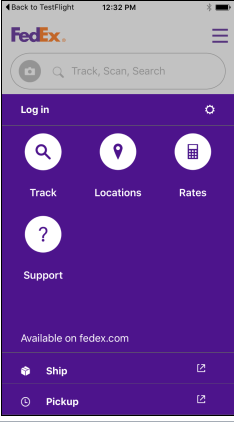 Back to TestFlight 12:32 PM
FedEx.
Track, Scan, Search
Log in
Track Locations Rates
?
Support
Available on fedex.com
Ship
Pickup